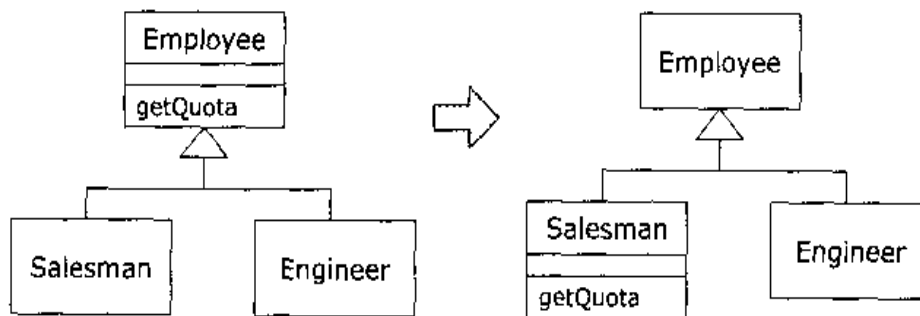 Employee
getQuota
Salesman
Engineer
Employee
Salesman
getQuota
Engineer